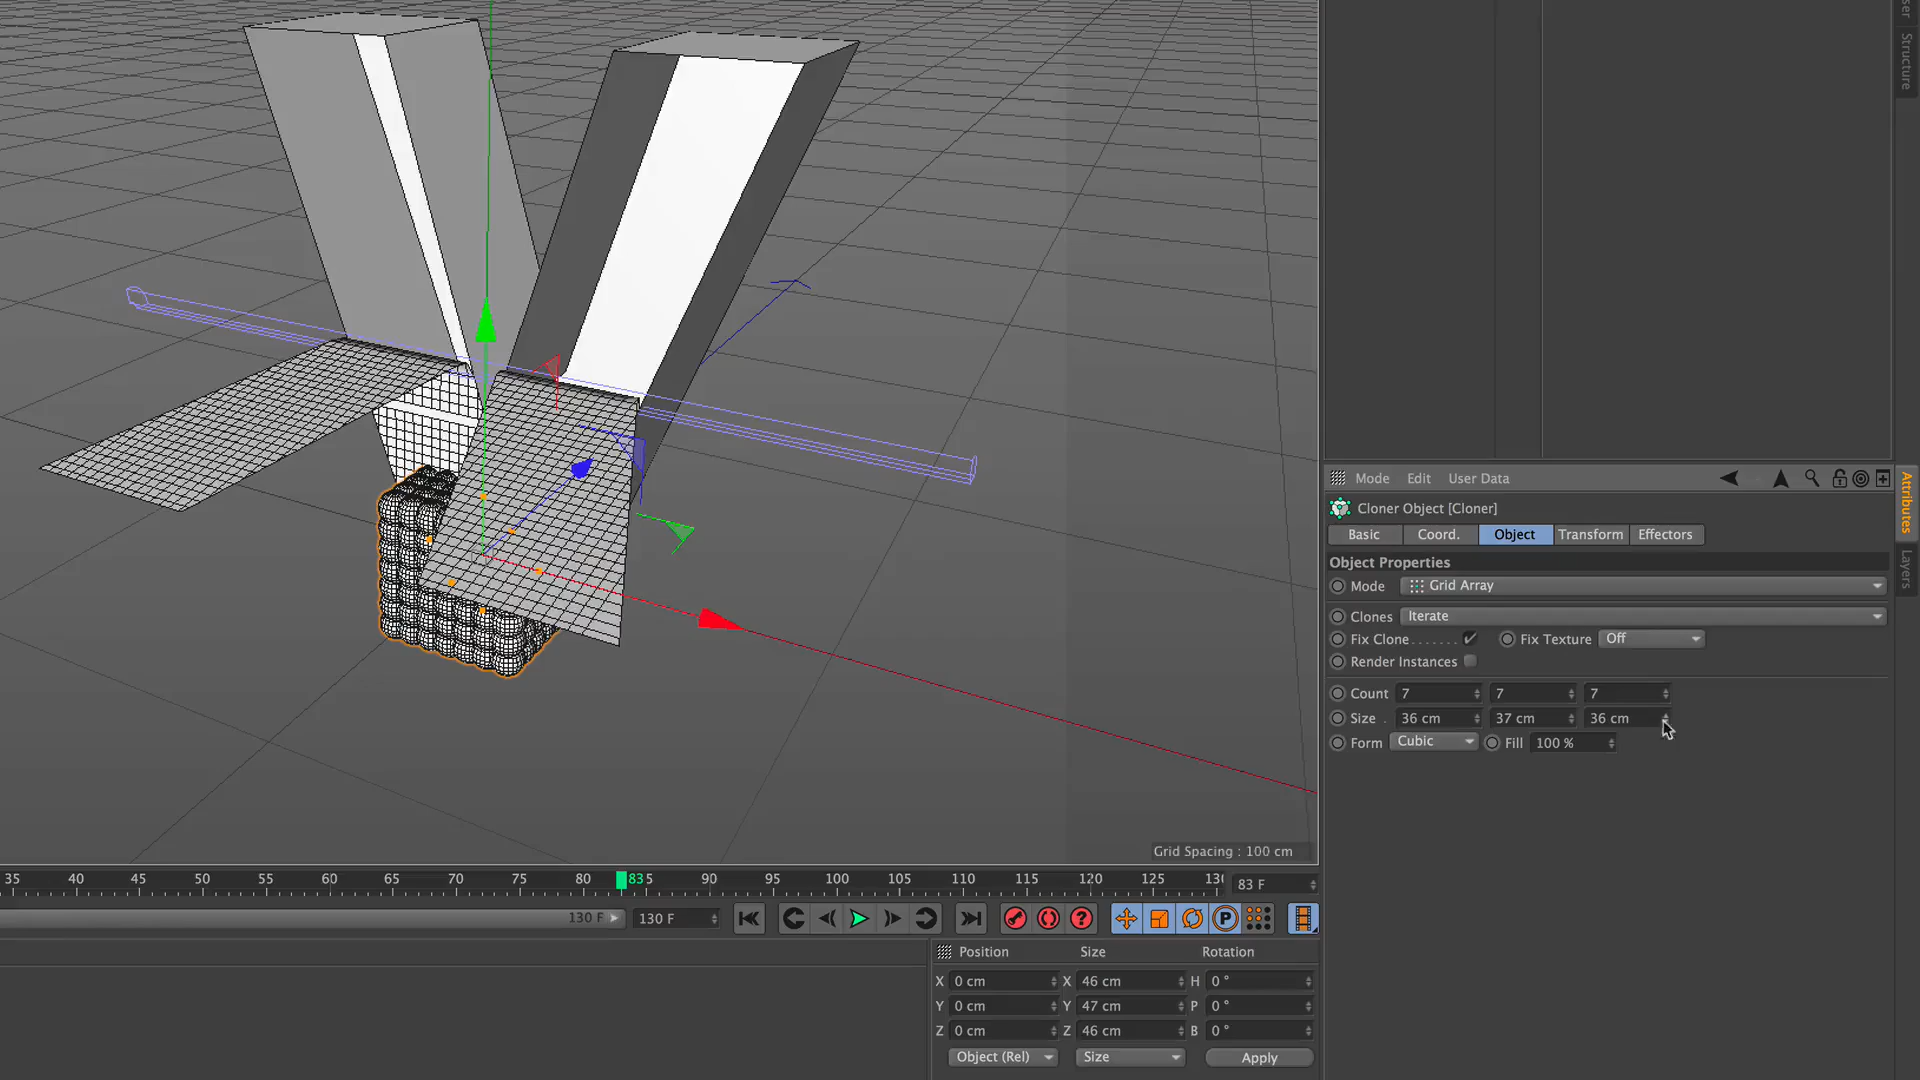 Structure
Mode Edit User Data
Cloner Object [Cloner]
Basic Coord. Object Transform Effectors
Attributes
Layers
Object Properties
Mode Grid Array
Clones Iterate
Fix Clone....... Fix Texture Off
Render Instances
Count 7 7 7
Size . 36 cm 37 cm 36 cm
Form Cubic Fill 100 %
Grid Spacing : 100 cm
35 40 45 50 55 60 65 70 75 80 83 5 90 95 100 105 110 115 120 125 83 F
130 F 130 F
P
Position Size Rotation
X 0 cm X 46 cm H 0 °
Y 0 cm Y 47 cm P 0 °
Z 0 cm Z 46 cm B 0 °
Object (Rel) Size Apply